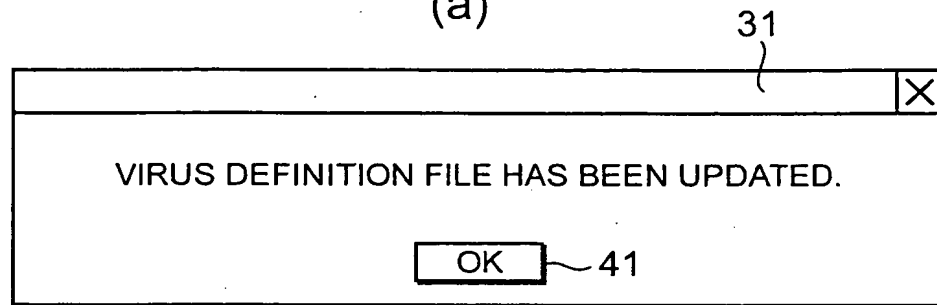 (a)
31
X
VIRUS DEFINITION FILE HAS BEEN UPDATED.
OK 41